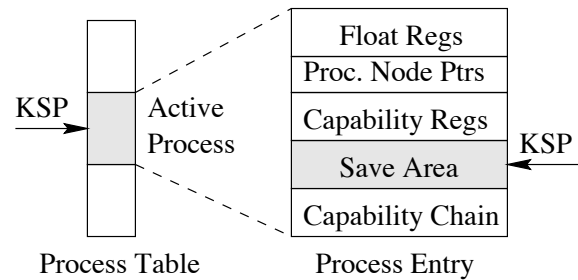 Float Regs
Proc. Node Ptrs
KSP
Active
Process
Capability Regs
KSP
Save Area
Capability Chain
Process Table
Process Entry